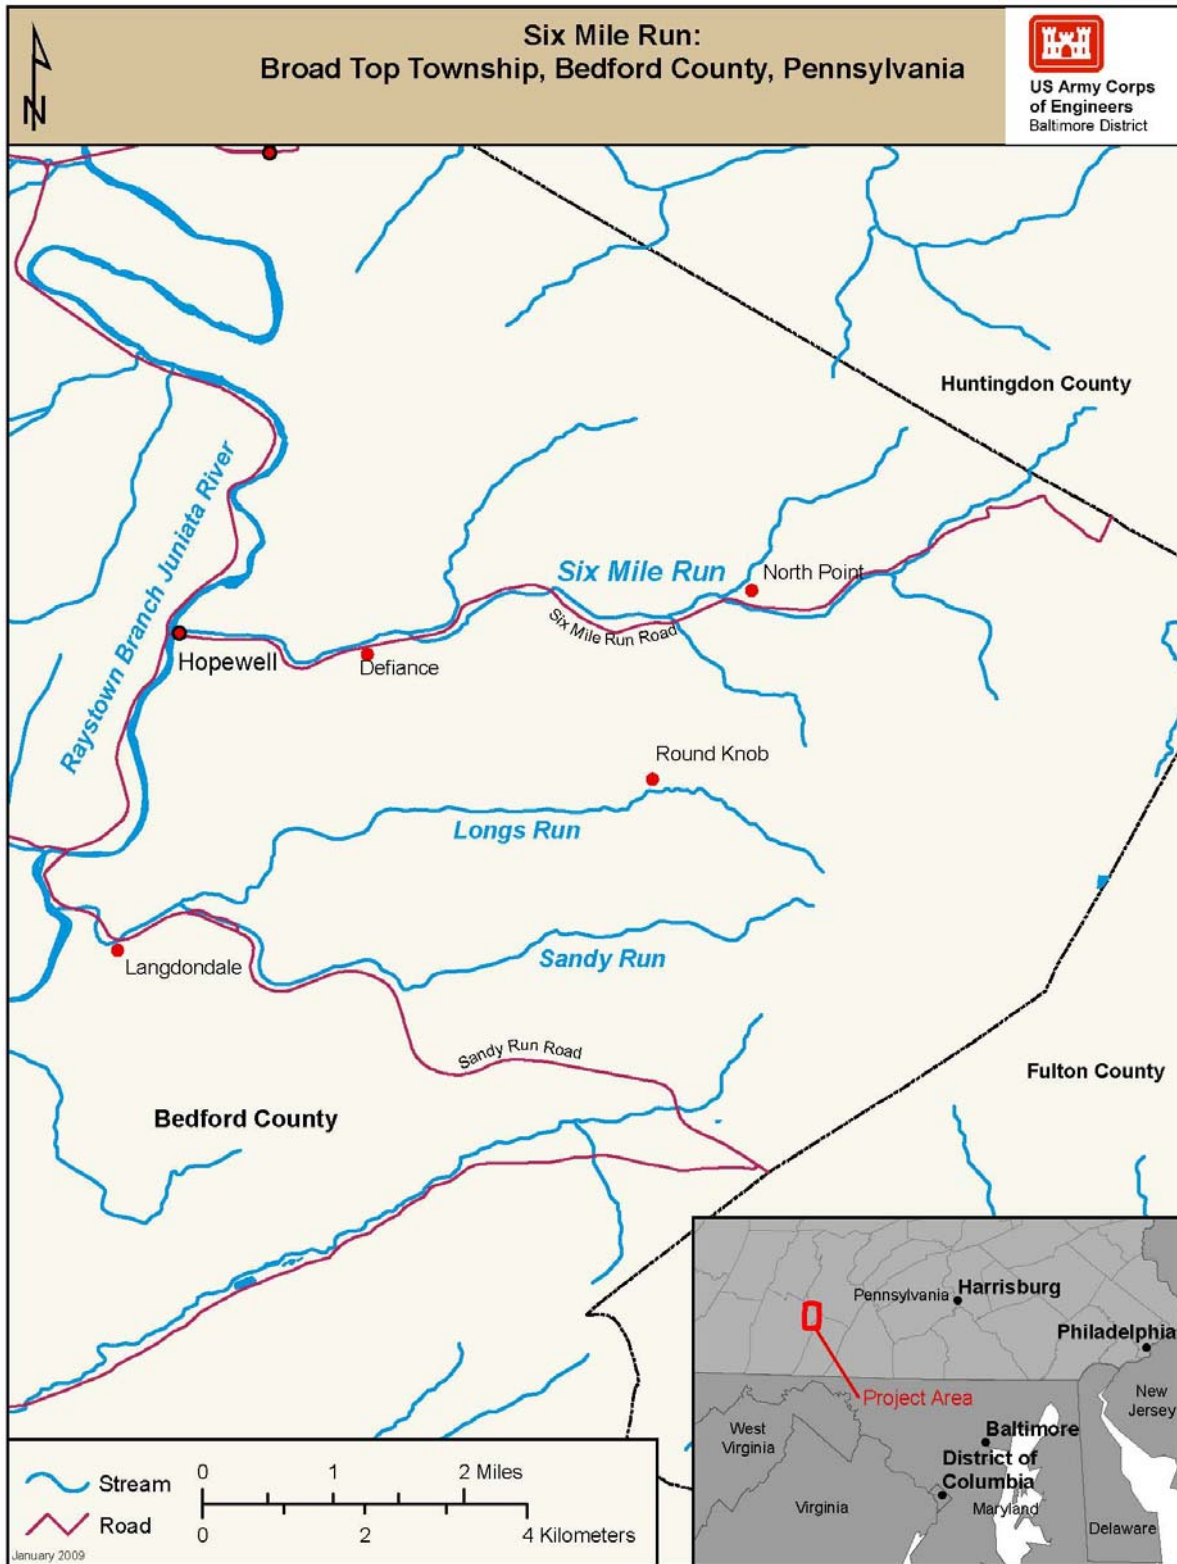 Six Mile Run:
Broad Top Township, Bedford County, Pennsylvania
N
US Army Corps
of Engineers
Baltimore District
Huntingdon County
Raystown Branch Juniata River
Six Mile Run
North Point
Six Mile Run Road
Hopewell
Defiance
Round Knob
Longs Run
Sandy Run
Langdondale
Sandy Run Road
Fulton County
Bedford County
Pennsylvania
Harrisburg
Philadelphia
Project Area
New
Jersey
West
Virginia
Baltimore
District of
Columbia
Virginia
Maryland
Delaware
Stream
Road
0 1 2 Miles
0 2 4 Kilometers
January 2009